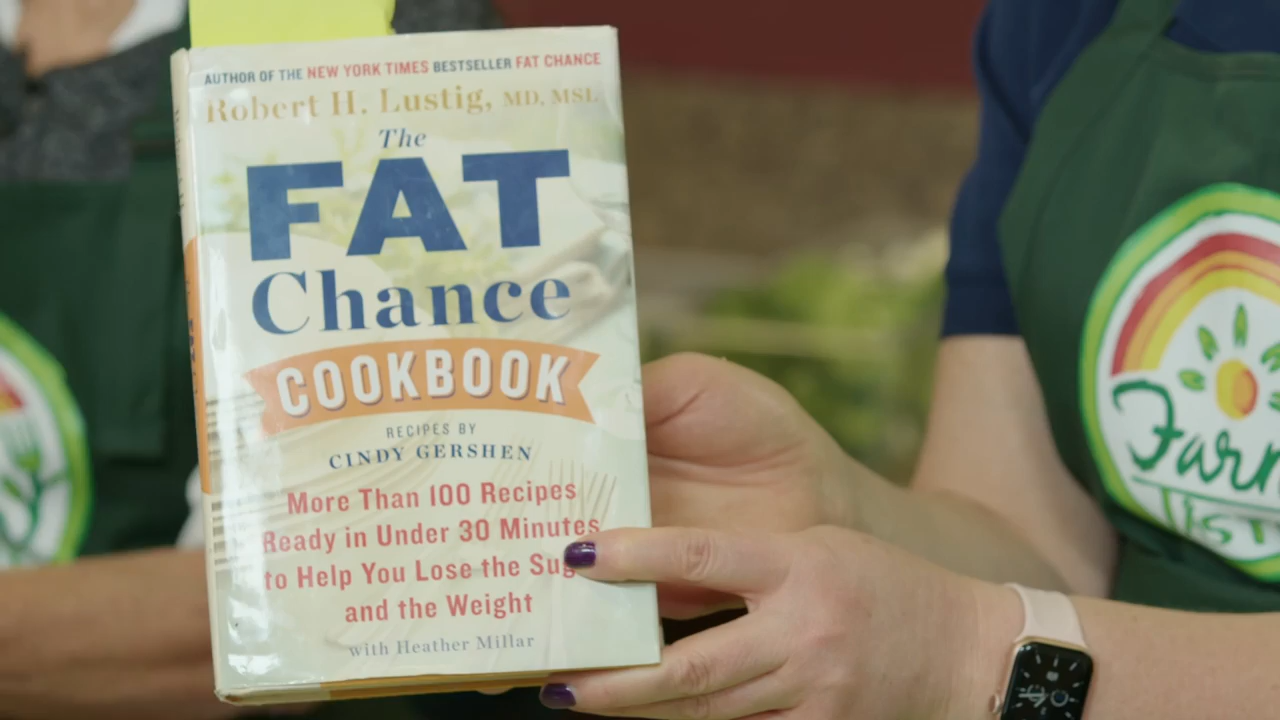 AUTHOR OF THE NEW YORK TIMES BESTSELLER FAT CHANCE
Robert H. Lustig, MD, MSL
The
FAT
Chance
COOKBOOK
RECIPES BY
CINDY GERSHEN
More Than 100 Recipes
Ready in Under 30 Minutes
to Help You Lose the Sug
and the Weight
with Heather Millar
Farm